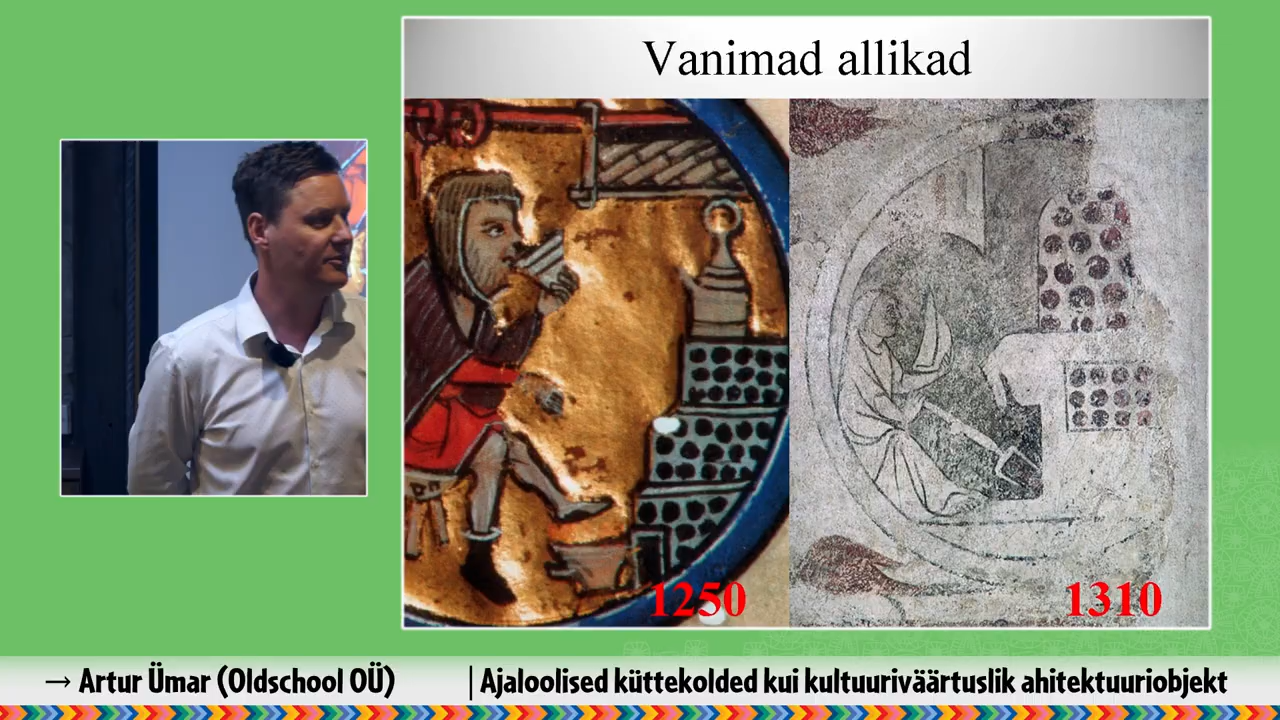 Vanimad allikad
1250
1310
→ Artur Ümar (Oldschool OÜ) | Ajaloolised küttekolded kui kultuuriväärtuslik ahitektuuriobjekt